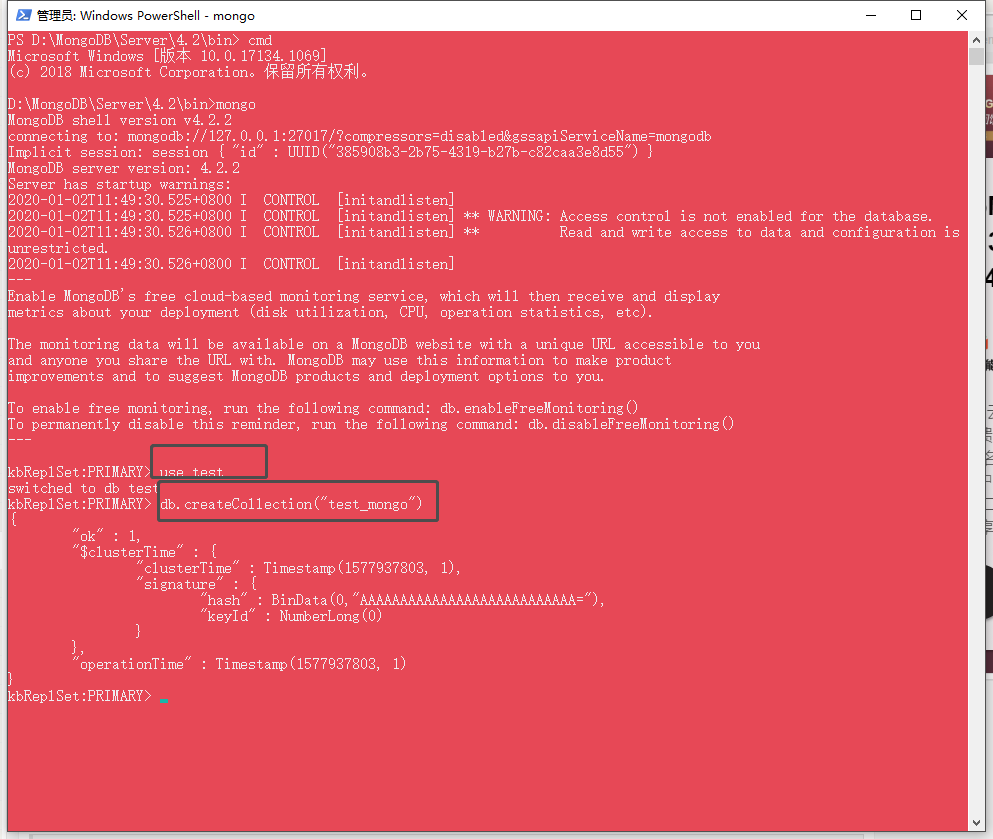 管理员: Windows PowerShell - mongo
PS D:\MongoDB\Server\4.2\bin> cmd
Microsoft Windows [版本 10.0.17134.1069]
(c) 2018 Microsoft Corporation。保留所有权利。
D:\MongoDB\Server\4.2\bin>mongo
MongoDB shell version v4.2.2
connecting to: mongodb://127.0.0.1:27017/?compressors=disabled&gssapiServiceName=mongodb
Implicit session: session { "id" : UUID("385908b3-2b75-4319-b27b-c82caa3e8d55") }
MongoDB server version: 4.2.2
Server has startup warnings:
2020-01-02T11:49:30.525+0800 I  CONTROL  [initandlisten]
2020-01-02T11:49:30.525+0800 I  CONTROL  [initandlisten] ** WARNING: Access control is not enabled for the database.
2020-01-02T11:49:30.526+0800 I  CONTROL  [initandlisten] **          Read and write access to data and configuration is
unrestricted.
2020-01-02T11:49:30.526+0800 I  CONTROL  [initandlisten]
---
Enable MongoDB's free cloud-based monitoring service, which will then receive and display
metrics about your deployment (disk utilization, CPU, operation statistics, etc).
The monitoring data will be available on a MongoDB website with a unique URL accessible to you
and anyone you share the URL with. MongoDB may use this information to make product
improvements and to suggest MongoDB products and deployment options to you.
To enable free monitoring, run the following command: db.enableFreeMonitoring()
To permanently disable this reminder, run the following command: db.disableFreeMonitoring()
---
kbReplSet:PRIMARY> use test
switched to db test
kbReplSet:PRIMARY> db.createCollection("test_mongo")
{
        "ok" : 1,
        "$clusterTime" : {
                "clusterTime" : Timestamp(1577937803, 1),
                "signature" : {
                        "hash" : BinData(0,"AAAAAAAAAAAAAAAAAAAAAAAAAAA="),
                        "keyId" : NumberLong(0)
                }
        },
        "operationTime" : Timestamp(1577937803, 1)
}
kbReplSet:PRIMARY>